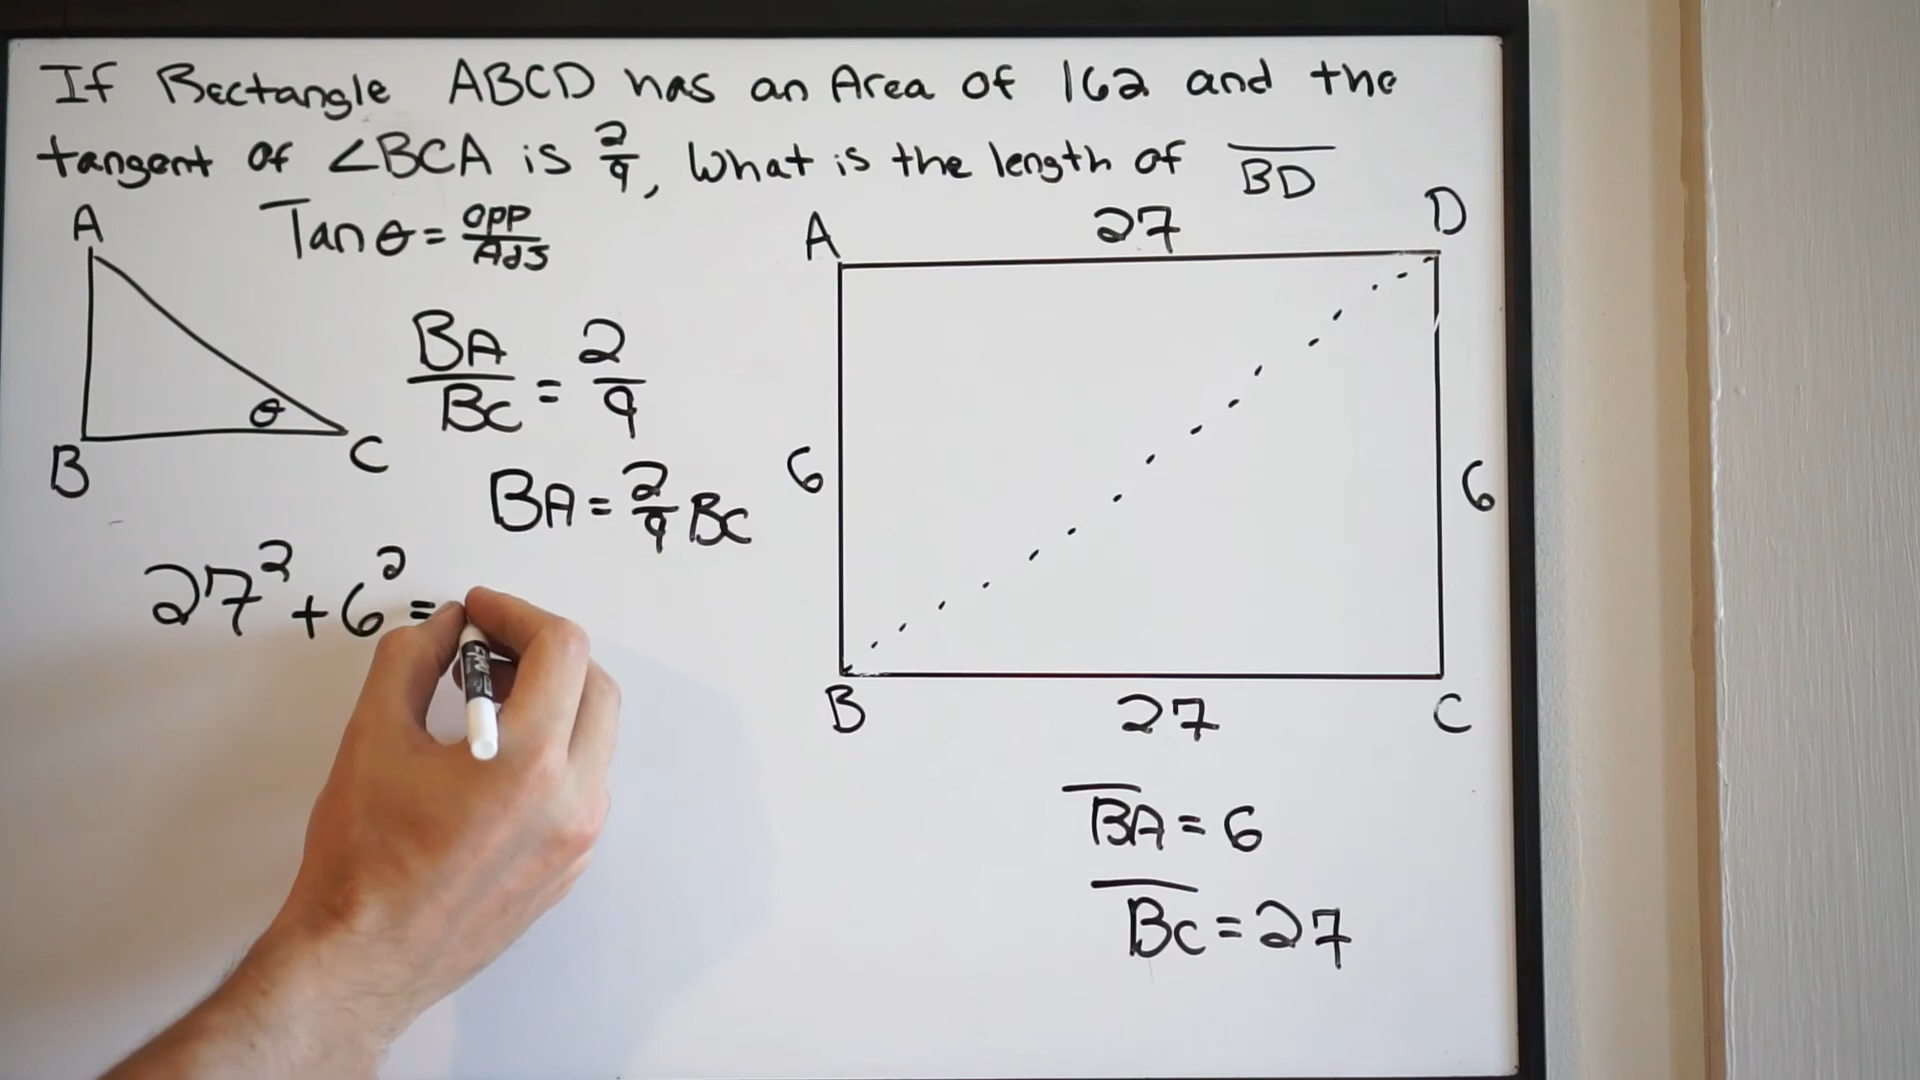 If Rectangle ABCD has an Area of 162 and the
tangent of ∠BCA is 2/9, What is the length of BD
A
Tan θ = OPP/ADJ
A 27 D
BA/BC = 2/9
θ
B C
6 6
BA = 2/9 BC
27² + 6² =
B 27 C
BA = 6
BC = 27